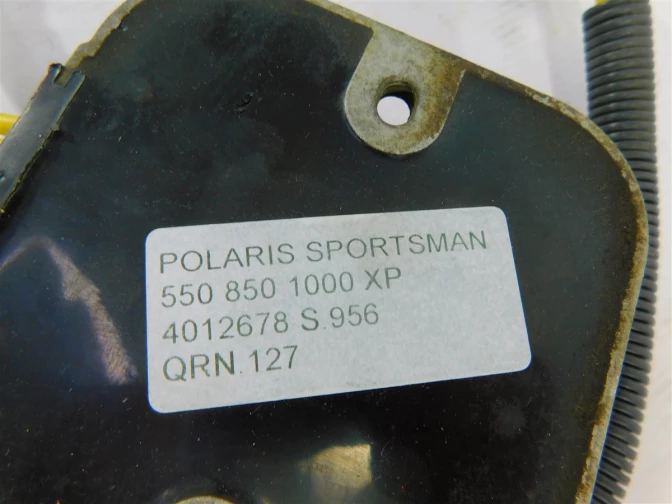 POLARIS SPORTSMAN
550 850 1000 XP
4012678 S.956
QRN.127